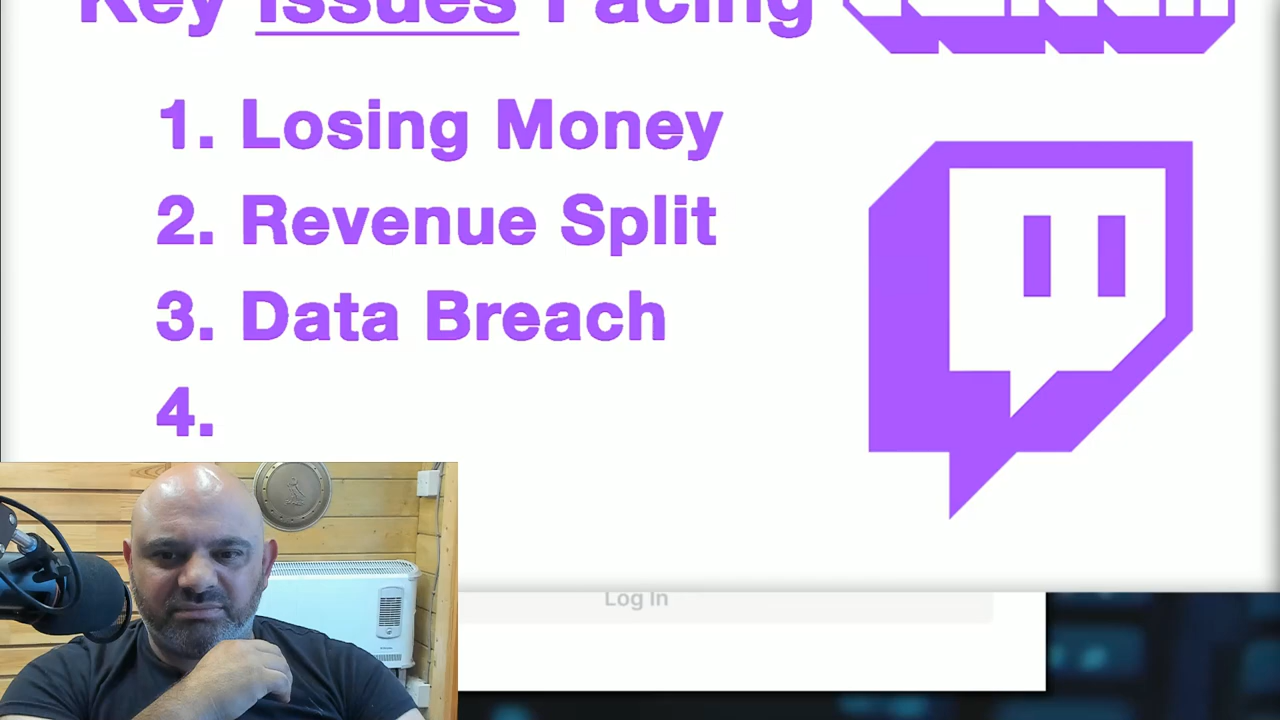 Key Issues Facing
1. Losing Money
2. Revenue Split
3. Data Breach
4.
Log In